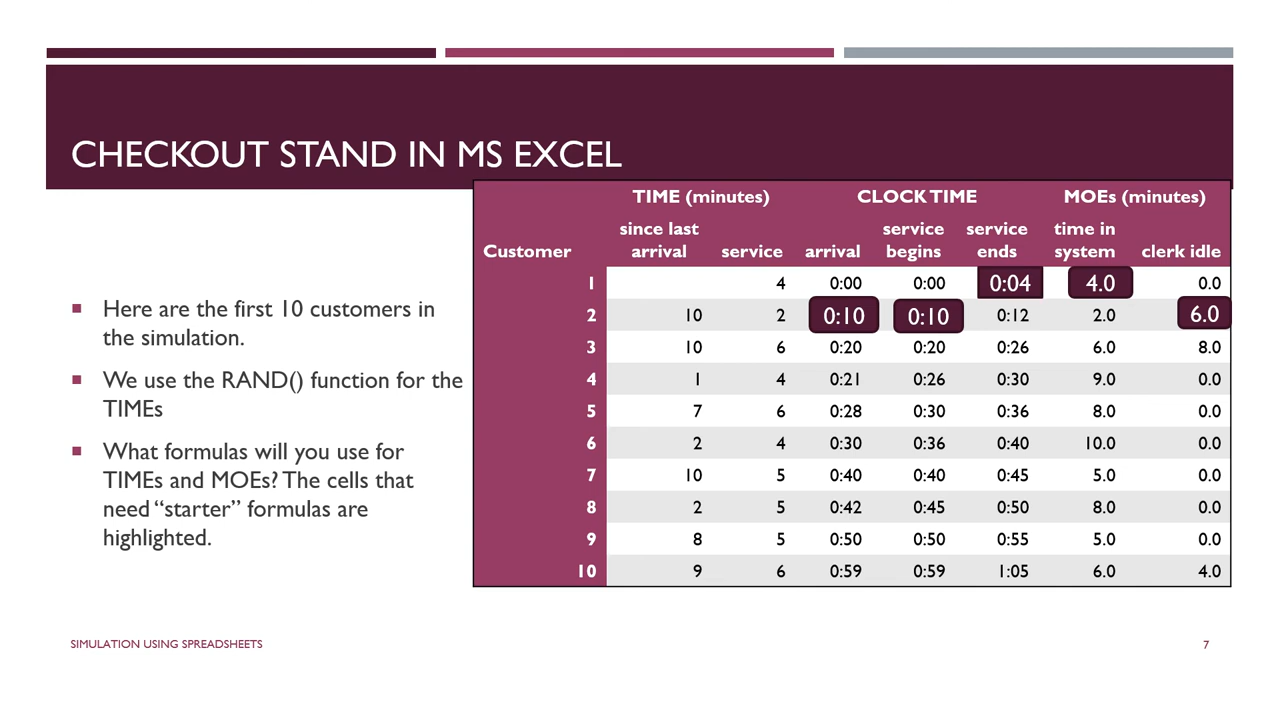 CHECKOUT STAND IN MS EXCEL
Here are the first 10 customers in
the simulation.
We use the RAND() function for the
TIMEs
What formulas will you use for
TIMEs and MOEs? The cells that
need “starter” formulas are
highlighted.
TIME (minutes) CLOCK TIME MOEs (minutes)
since last service service time in
Customer arrival service arrival begins ends system clerk idle
1 4 0:00 0:00 0:04 4.0 0.0
2 10 2 0:10 0:10 0:12 2.0 6.0
3 10 6 0:20 0:20 0:26 6.0 8.0
4 1 4 0:21 0:26 0:30 9.0 0.0
5 7 6 0:28 0:30 0:36 8.0 0.0
6 2 4 0:30 0:36 0:40 10.0 0.0
7 10 5 0:40 0:40 0:45 5.0 0.0
8 2 5 0:42 0:45 0:50 8.0 0.0
9 8 5 0:50 0:50 0:55 5.0 0.0
10 9 6 0:59 0:59 1:05 6.0 4.0
SIMULATION USING SPREADSHEETS
7